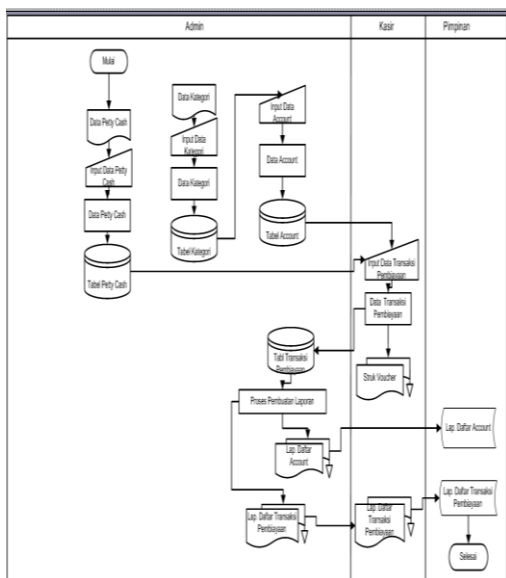 Admin
Kasir
Pimpinan
Mulai
Data Petty Cash
Input Data Petty
Cash
Data Petty Cash
Tabel Petty Cash
Data Kategori
Input Data
Kategori
Data Kategori
Tabel Kategori
Input Data
Account
Data Account
Tabel Account
Input Data Transaksi
Pembiayaan
Data Transaksi
Pembiayaan
Struk Voucher
Tabl Transaksi
Pembiayaan
Proses Pembuatan Laporan
Lap. Daftar
Account
Lap. Daftar Account
Lap. Daftar Transaksi
Pembiayaan
Lap. Daftar
Transaksi
Pembiayaan
Lap. Daftar Transaksi
Pembiayaan
Selesai